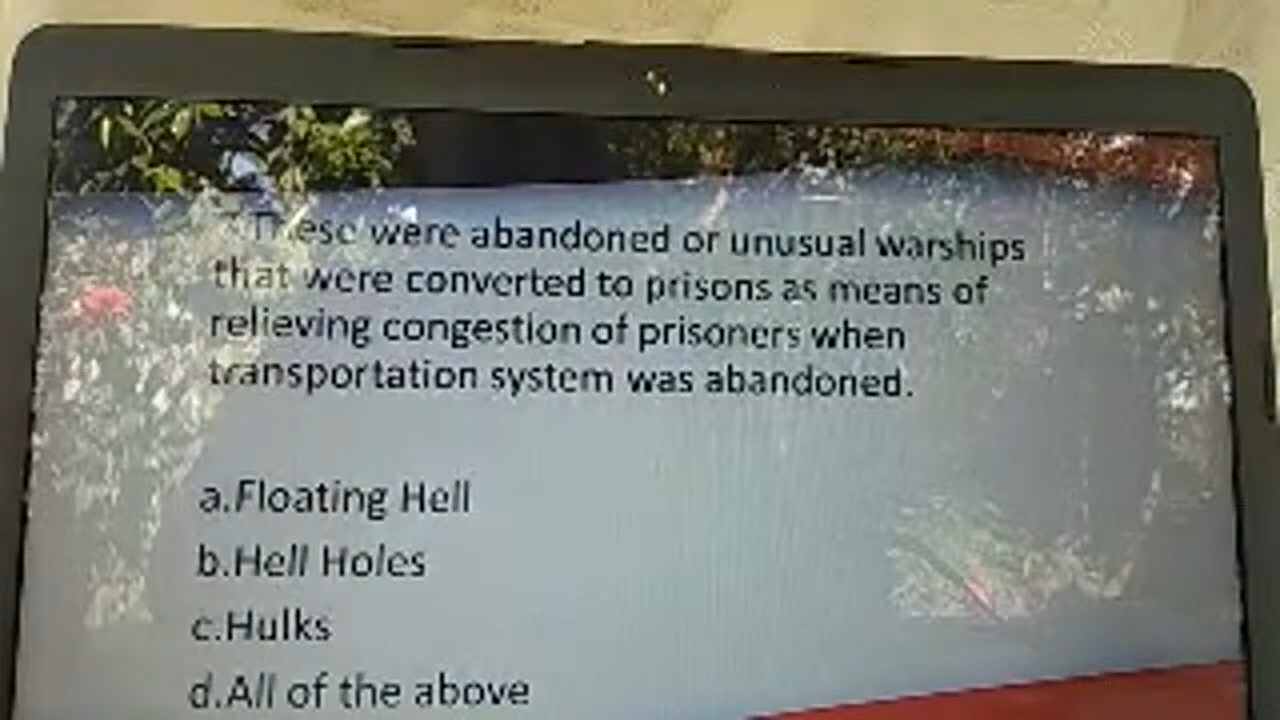 These were abandoned or unusual warships
that were converted to prisons as means of
relieving congestion of prisoners when
transportation system was abandoned.
a.Floating Hell
b.Hell Holes
c.Hulks
d.All of the above